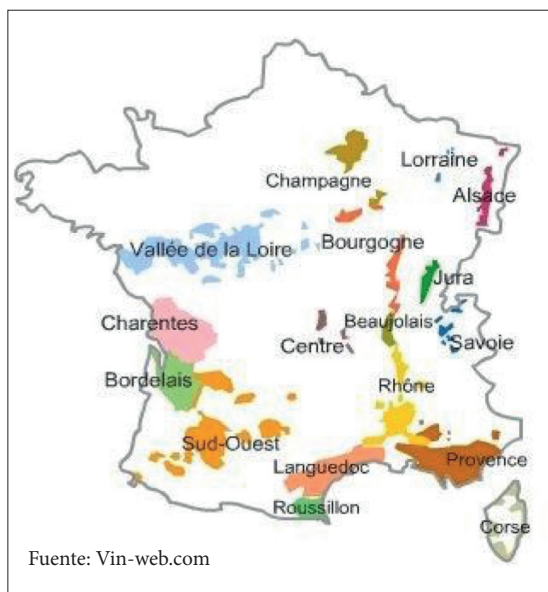 Lorraine
Champagne
Alsace
Bourgogne
Vallée de la Loire
Jura
Charentes
Beaujolais
Centre
Savoie
Bordelais
Rhône
Sud-Ouest
Languedoc
Provence
Roussillon
Corse
Fuente: Vin-web.com